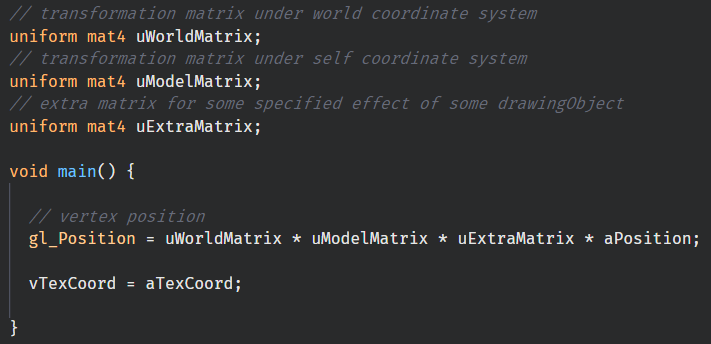 // transformation matrix under world coordinate system
uniform mat4 uWorldMatrix;
// transformation matrix under self coordinate system
uniform mat4 uModelMatrix;
// extra matrix for some specified effect of some drawingObject
uniform mat4 uExtraMatrix;
void main() {
// vertex position
gl_Position = uWorldMatrix * uModelMatrix * uExtraMatrix * aPosition;
vTexCoord = aTexCoord;
}